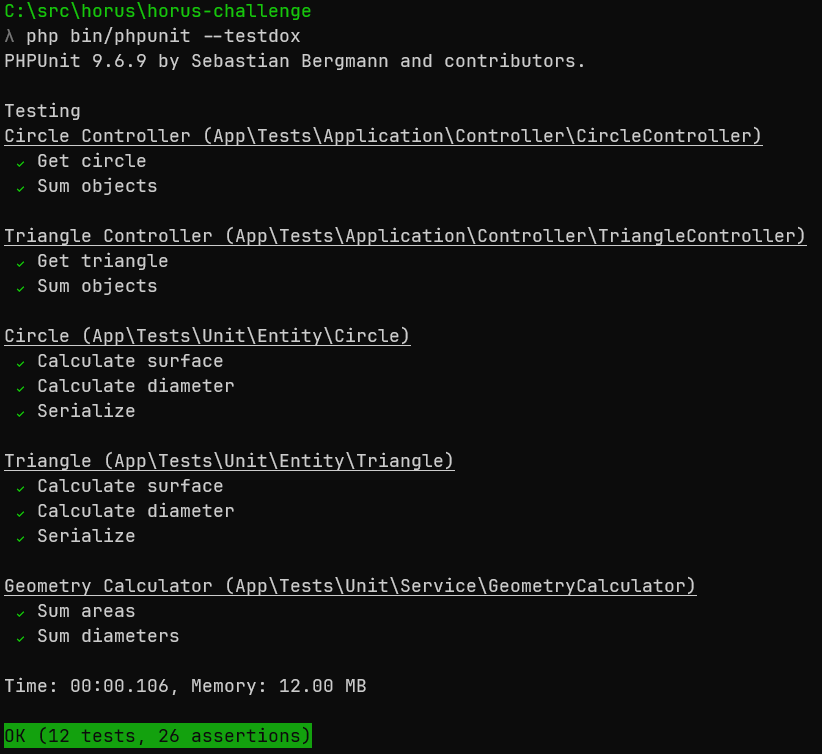 C:\src\horus\horus-challenge
λ php bin/phpunit --testdox
PHPUnit 9.6.9 by Sebastian Bergmann and contributors.
Testing
Circle Controller (App\Tests\Application\Controller\CircleController)
✓ Get circle
✓ Sum objects
Triangle Controller (App\Tests\Application\Controller\TriangleController)
✓ Get triangle
✓ Sum objects
Circle (App\Tests\Unit\Entity\Circle)
✓ Calculate surface
✓ Calculate diameter
✓ Serialize
Triangle (App\Tests\Unit\Entity\Triangle)
✓ Calculate surface
✓ Calculate diameter
✓ Serialize
Geometry Calculator (App\Tests\Unit\Service\GeometryCalculator)
✓ Sum areas
✓ Sum diameters
Time: 00:00.106, Memory: 12.00 MB
OK (12 tests, 26 assertions)